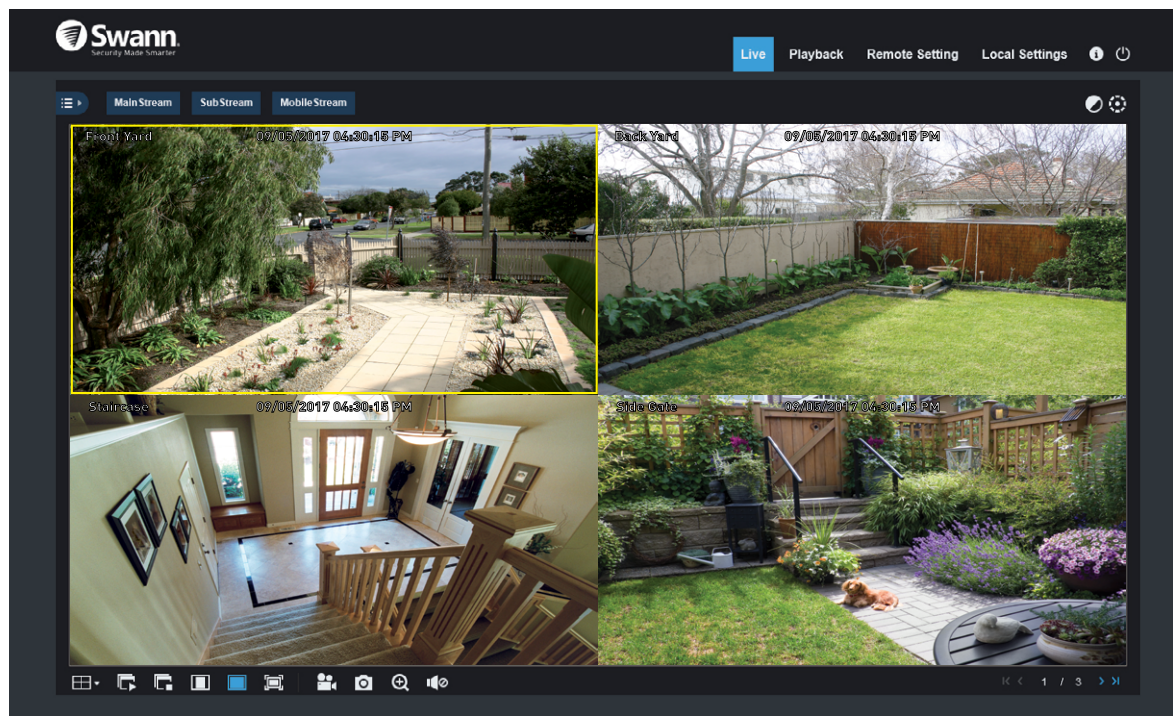 Swann.
Security Made Smarter
Live Playback Remote Setting Local Settings
Main Stream Sub Stream Mobile Stream
Front Yard 09/05/2017 04:30:15 PM
Back Yard 09/05/2017 04:30:15 PM
Staircase 09/05/2017 04:30:15 PM
Side Gate 09/05/2017 04:30:15 PM
1 / 3